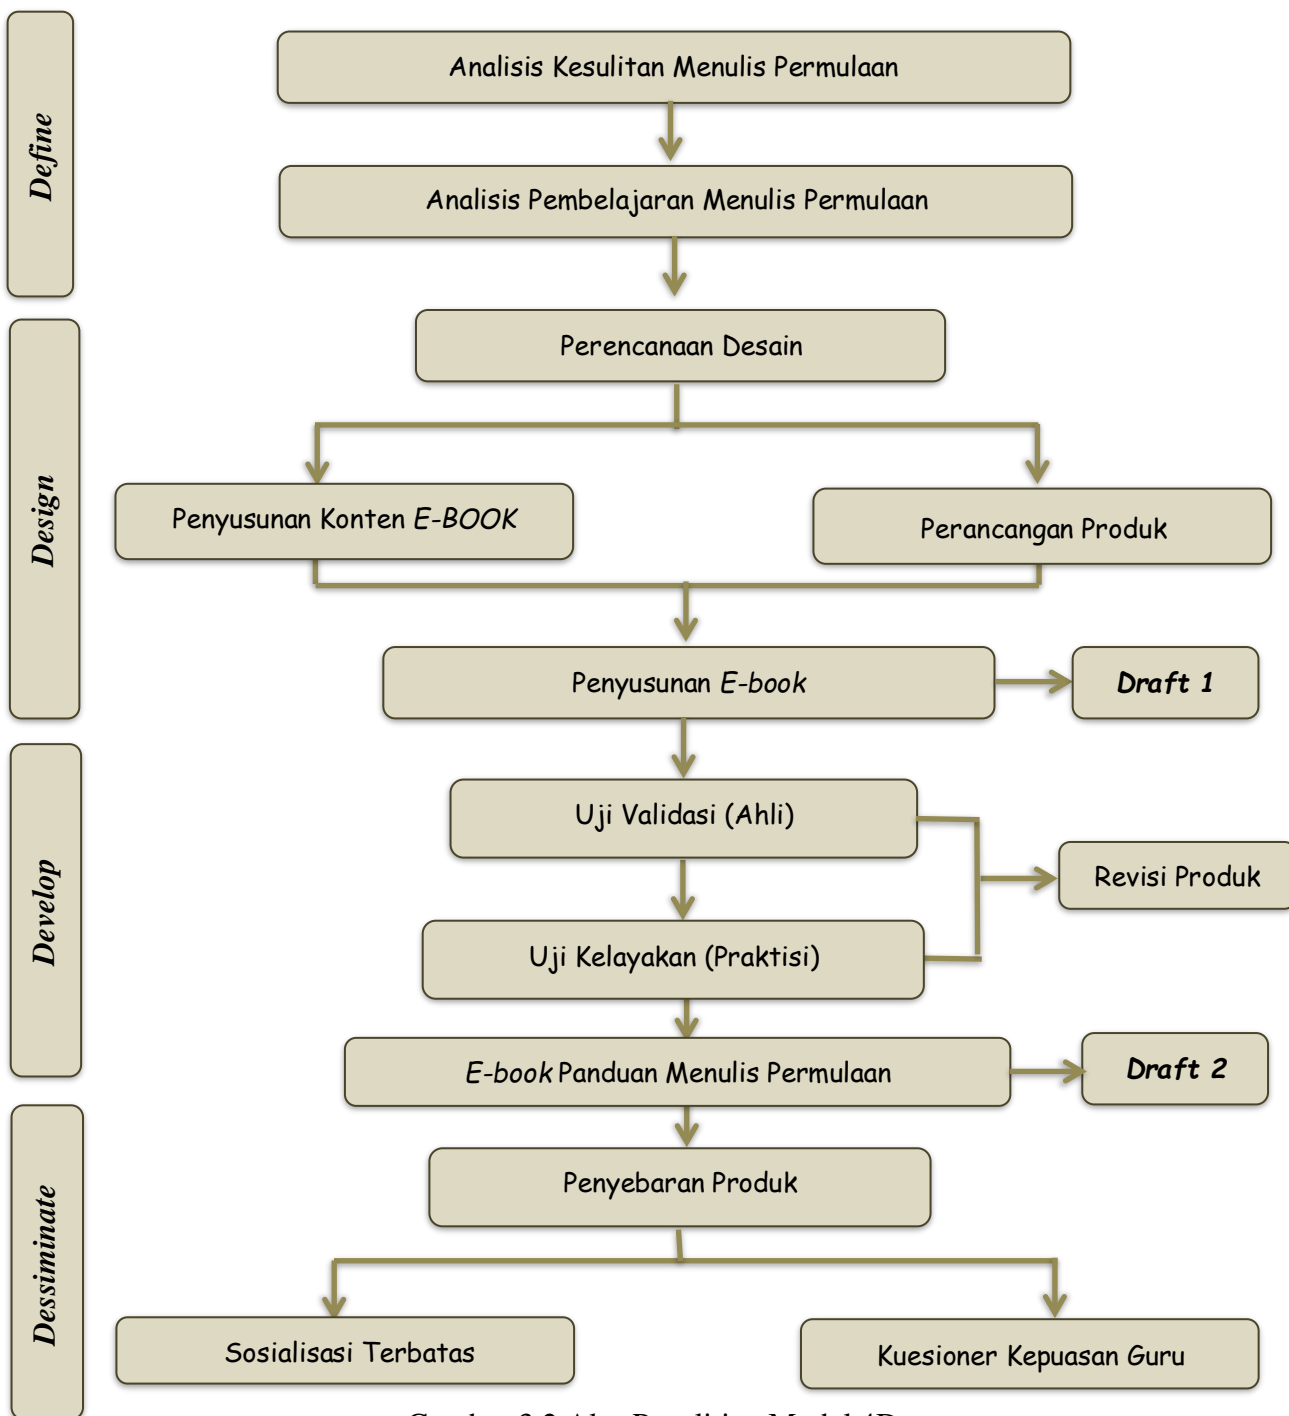 Define
Analisis Kesulitan Menulis Permulaan
Analisis Pembelajaran Menulis Permulaan
Design
Perencanaan Desain
Penyusunan Konten E-BOOK
Perancangan Produk
Penyusunan E-book
Draft 1
Develop
Uji Validasi (Ahli)
Revisi Produk
Uji Kelayakan (Praktisi)
E-book Panduan Menulis Permulaan
Draft 2
Dessiminate
Penyebaran Produk
Sosialisasi Terbatas
Kuesioner Kepuasan Guru